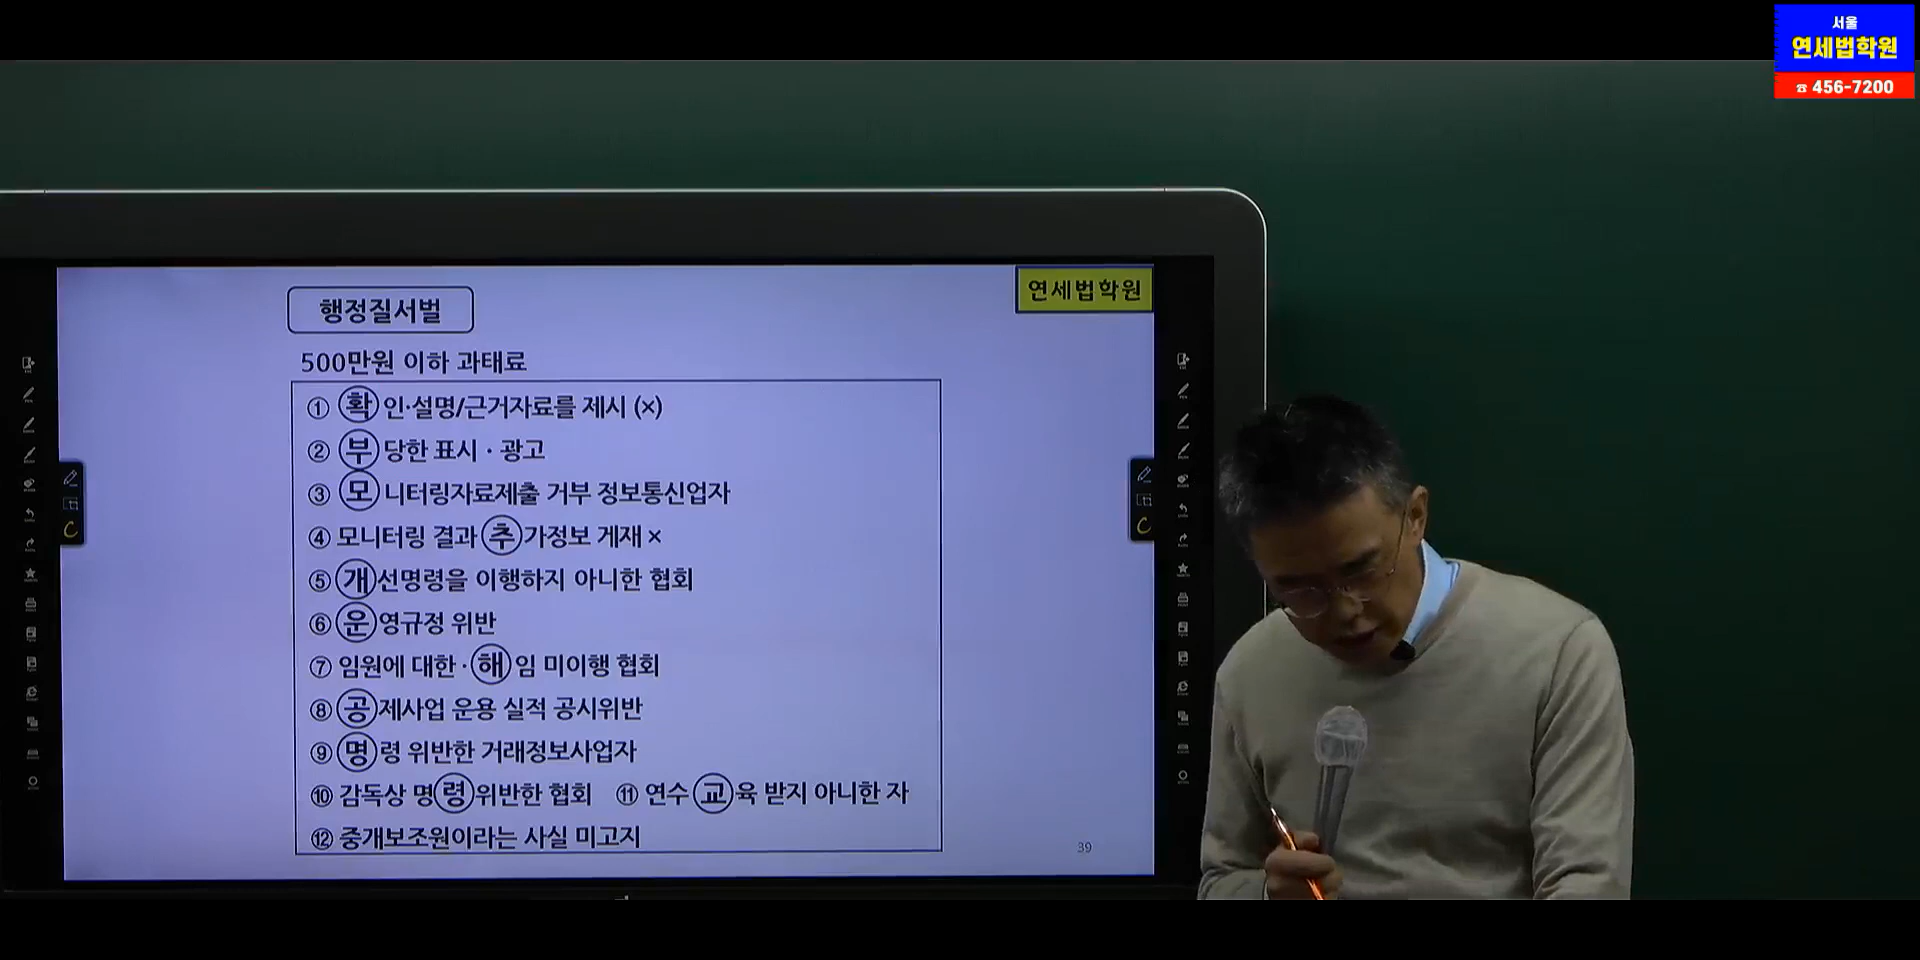 서울
연세법학원
☎ 456-7200
연세법학원
행정질서벌
500만원 이하 과태료
① 확인·설명/근거자료를 제시 (×)
② 부당한 표시·광고
③ 모니터링자료제출 거부 정보통신업자
④ 모니터링 결과 추가정보 게재 ×
⑤ 개선명령을 이행하지 아니한 협회
⑥ 운영규정 위반
⑦ 임원에 대한·해임 미이행 협회
⑧ 공제사업 운용 실적 공시위반
⑨ 명령 위반한 거래정보사업자
⑩ 감독상 명령위반한 협회 ⑪ 연수교육 받지 아니한 자
⑫ 중개보조원이라는 사실 미고지
39